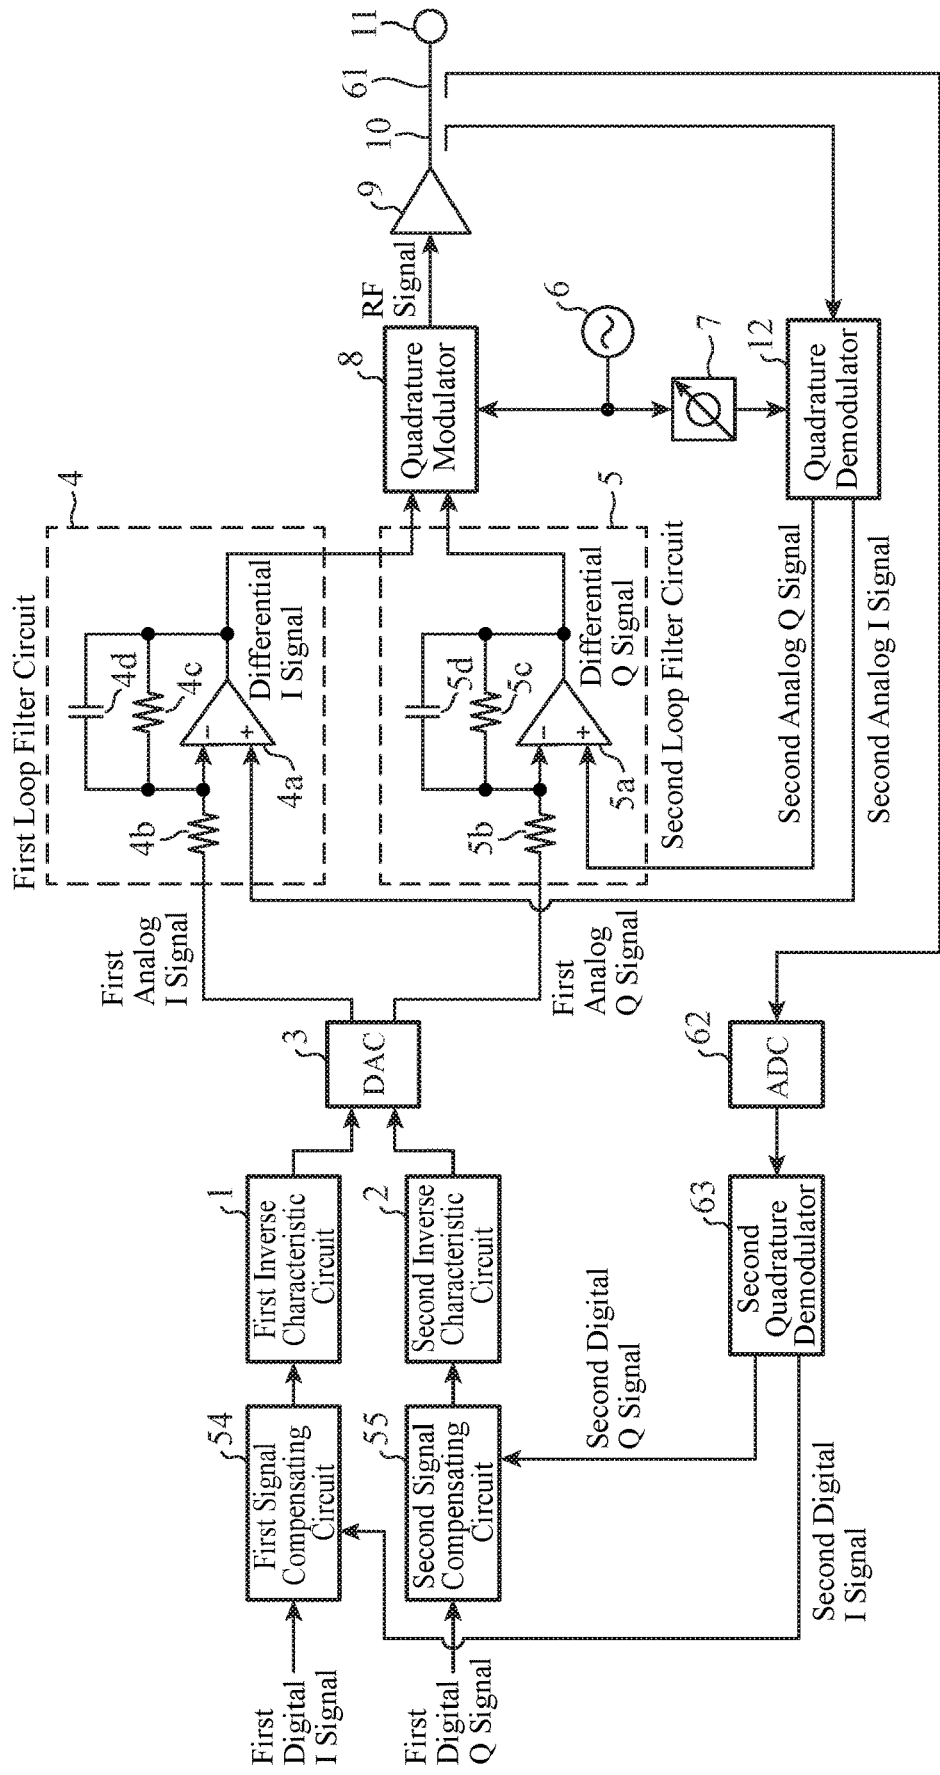 First
Digital
I Signal
First
Digital
Q Signal
54
First Signal
Compensating
Circuit
55
Second Signal
Compensating
Circuit
1
First Inverse
Characteristic
Circuit
2
Second Inverse
Characteristic
Circuit
3
DAC
First
Analog
I Signal
First
Analog
Q Signal
First Loop Filter Circuit
4
4b
4d
4c
4a
-
+
Differential
I Signal
5
5b
5d
5c
5a
-
+
Differential
Q Signal
Second Loop Filter Circuit
8
Quadrature
Modulator
RF
Signal
9
10
61
11
6
7
12
Quadrature
Demodulator
Second Analog Q Signal
Second Analog I Signal
62
ADC
63
Second
Quadrature
Demodulator
Second Digital
Q Signal
Second Digital
I Signal